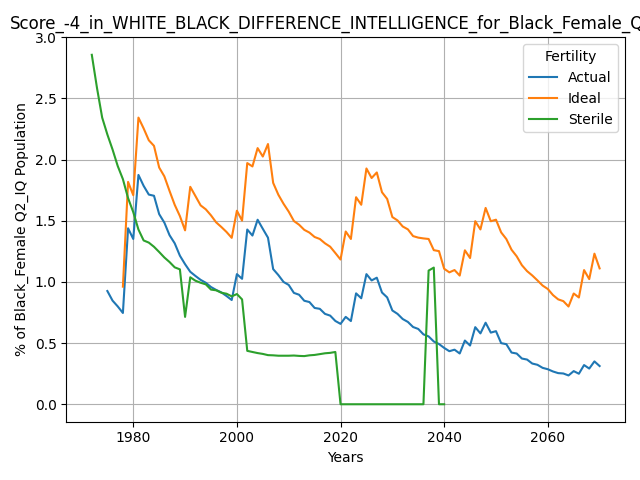 Score_-4_in_WHITE_BLACK_DIFFERENCE_INTELLIGENCE_for_Black_Female_Q
% of Black_Female Q2_IQ Population
3.0
2.5
2.0
1.5
1.0
0.5
0.0
Fertility
Actual
Ideal
Sterile
1980
2000
2020
2040
2060
Years